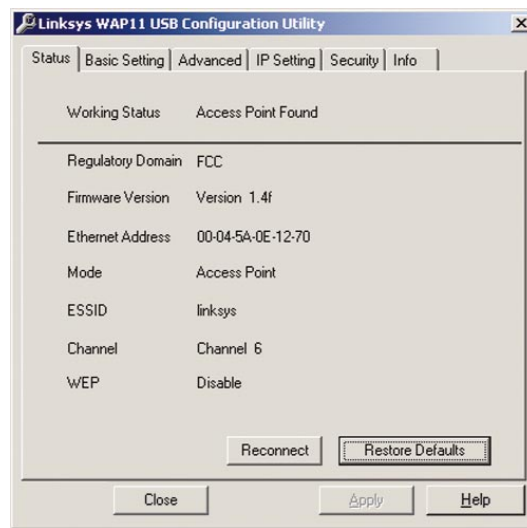 Linksys WAP11 USB Configuration Utility
Status Basic Setting Advanced IP Setting Security Info
Working Status Access Point Found
Regulatory Domain FCC
Firmware Version Version 1.4f
Ethernet Address 00-04-5A-0E-12-70
Mode Access Point
ESSID linksys
Channel Channel 6
WEP Disable
Reconnect Restore Defaults
Close Apply Help